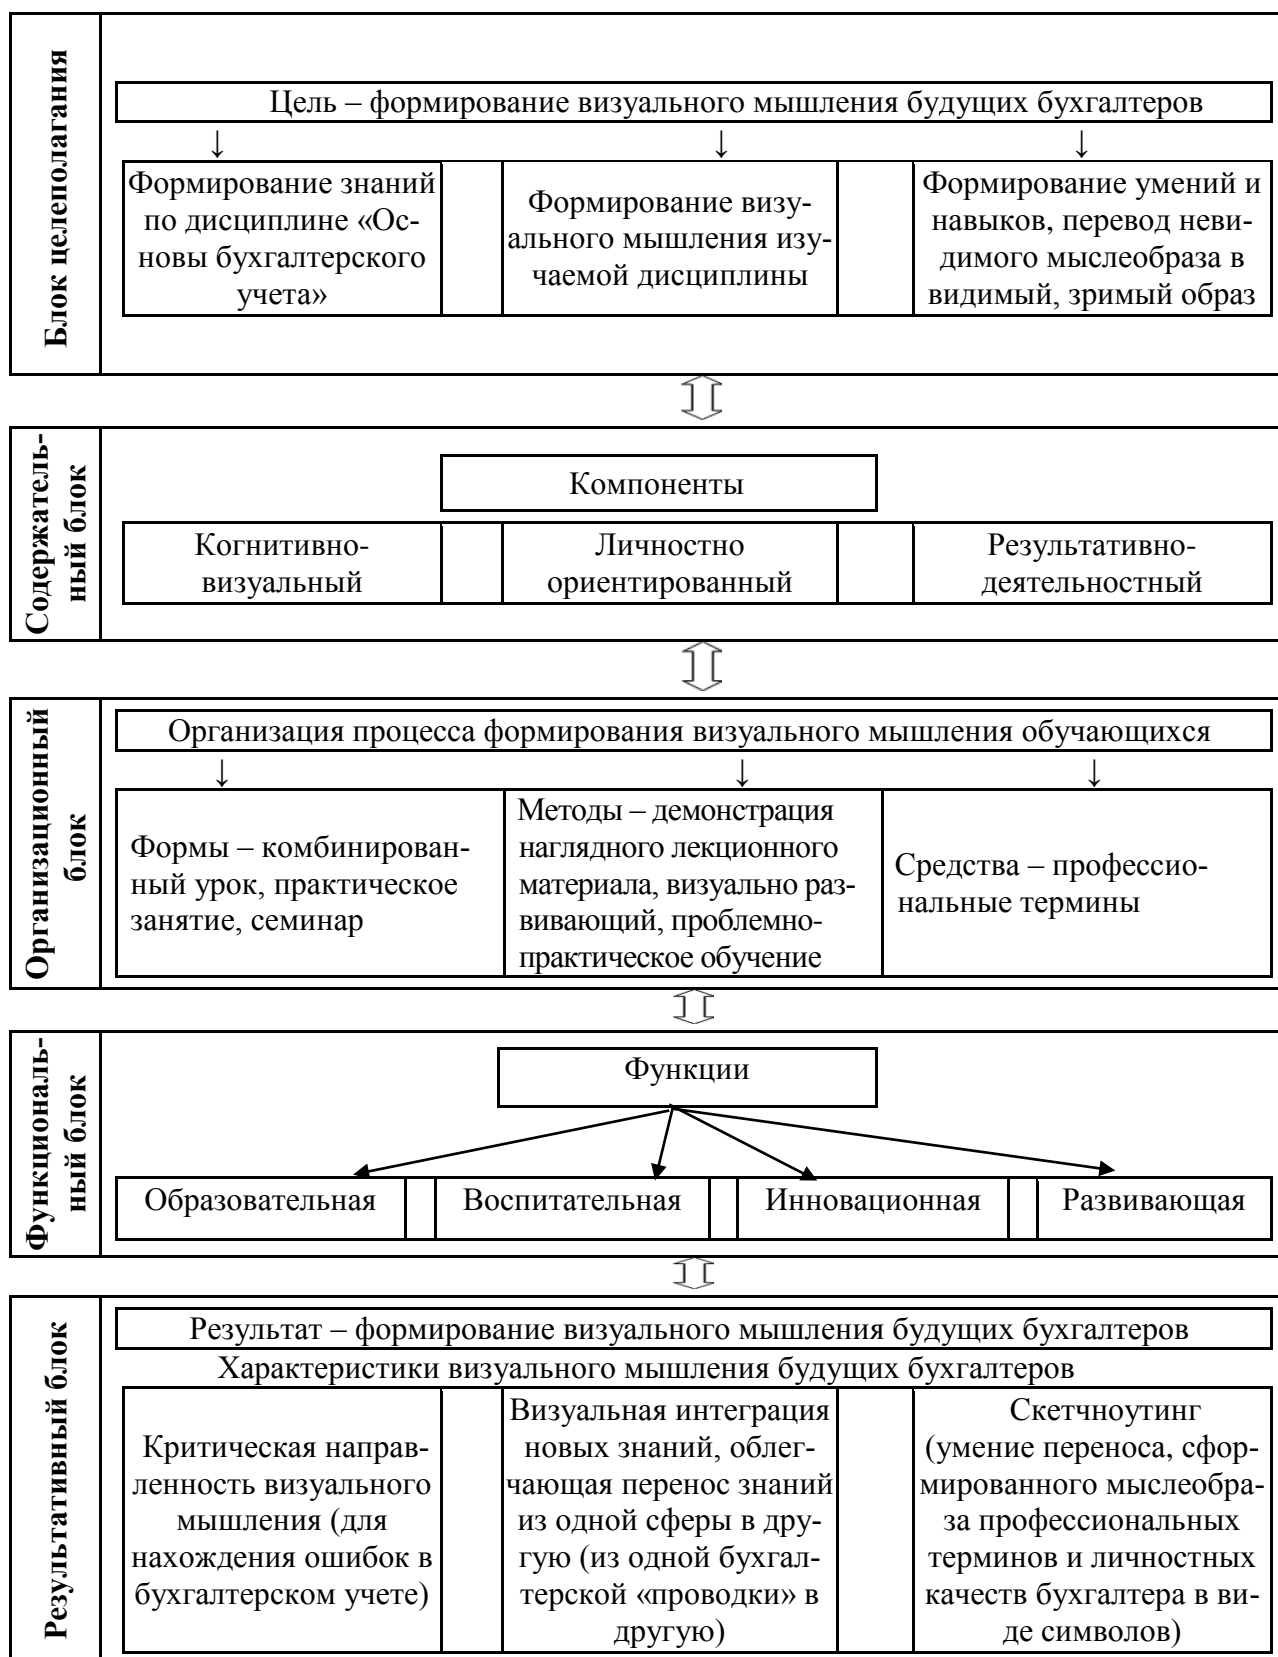 Блок целеполагания
Цель – формирование визуального мышления будущих бухгалтеров
↓ ↓ ↓
Формирование знаний
по дисциплине «Ос-
новы бухгалтерского
учета»
Формирование визу-
ального мышления изу-
чаемой дисциплины
Формирование умений и
навыков, перевод неви-
димого мыслеобраза в
видимый, зримый образ
Содержатель-
ный блок
Компоненты
Когнитивно-
визуальный
Личностно
ориентированный
Результативно-
деятельностный
Организационный
блок
Организация процесса формирования визуального мышления обучающихся
↓ ↓ ↓
Формы – комбинирован-
ный урок, практическое
занятие, семинар
Методы – демонстрация
наглядного лекционного
материала, визуально раз-
вивающий, проблемно-
практическое обучение
Средства – профессио-
нальные термины
Функциональ-
ный блок
Функции
Образовательная
Воспитательная
Инновационная
Развивающая
Результативный блок
Результат – формирование визуального мышления будущих бухгалтеров
Характеристики визуального мышления будущих бухгалтеров
Критическая направ-
ленность визуального
мышления (для
нахождения ошибок в
бухгалтерском учете)
Визуальная интеграция
новых знаний, облег-
чающая перенос знаний
из одной сферы в дру-
гую (из одной бухгал-
терской «проводки» в
другую)
Скетчноутинг
(умение переноса, сфор-
мированного мыслеобра-
за профессиональных
терминов и личностных
качеств бухгалтера в ви-
де символов)